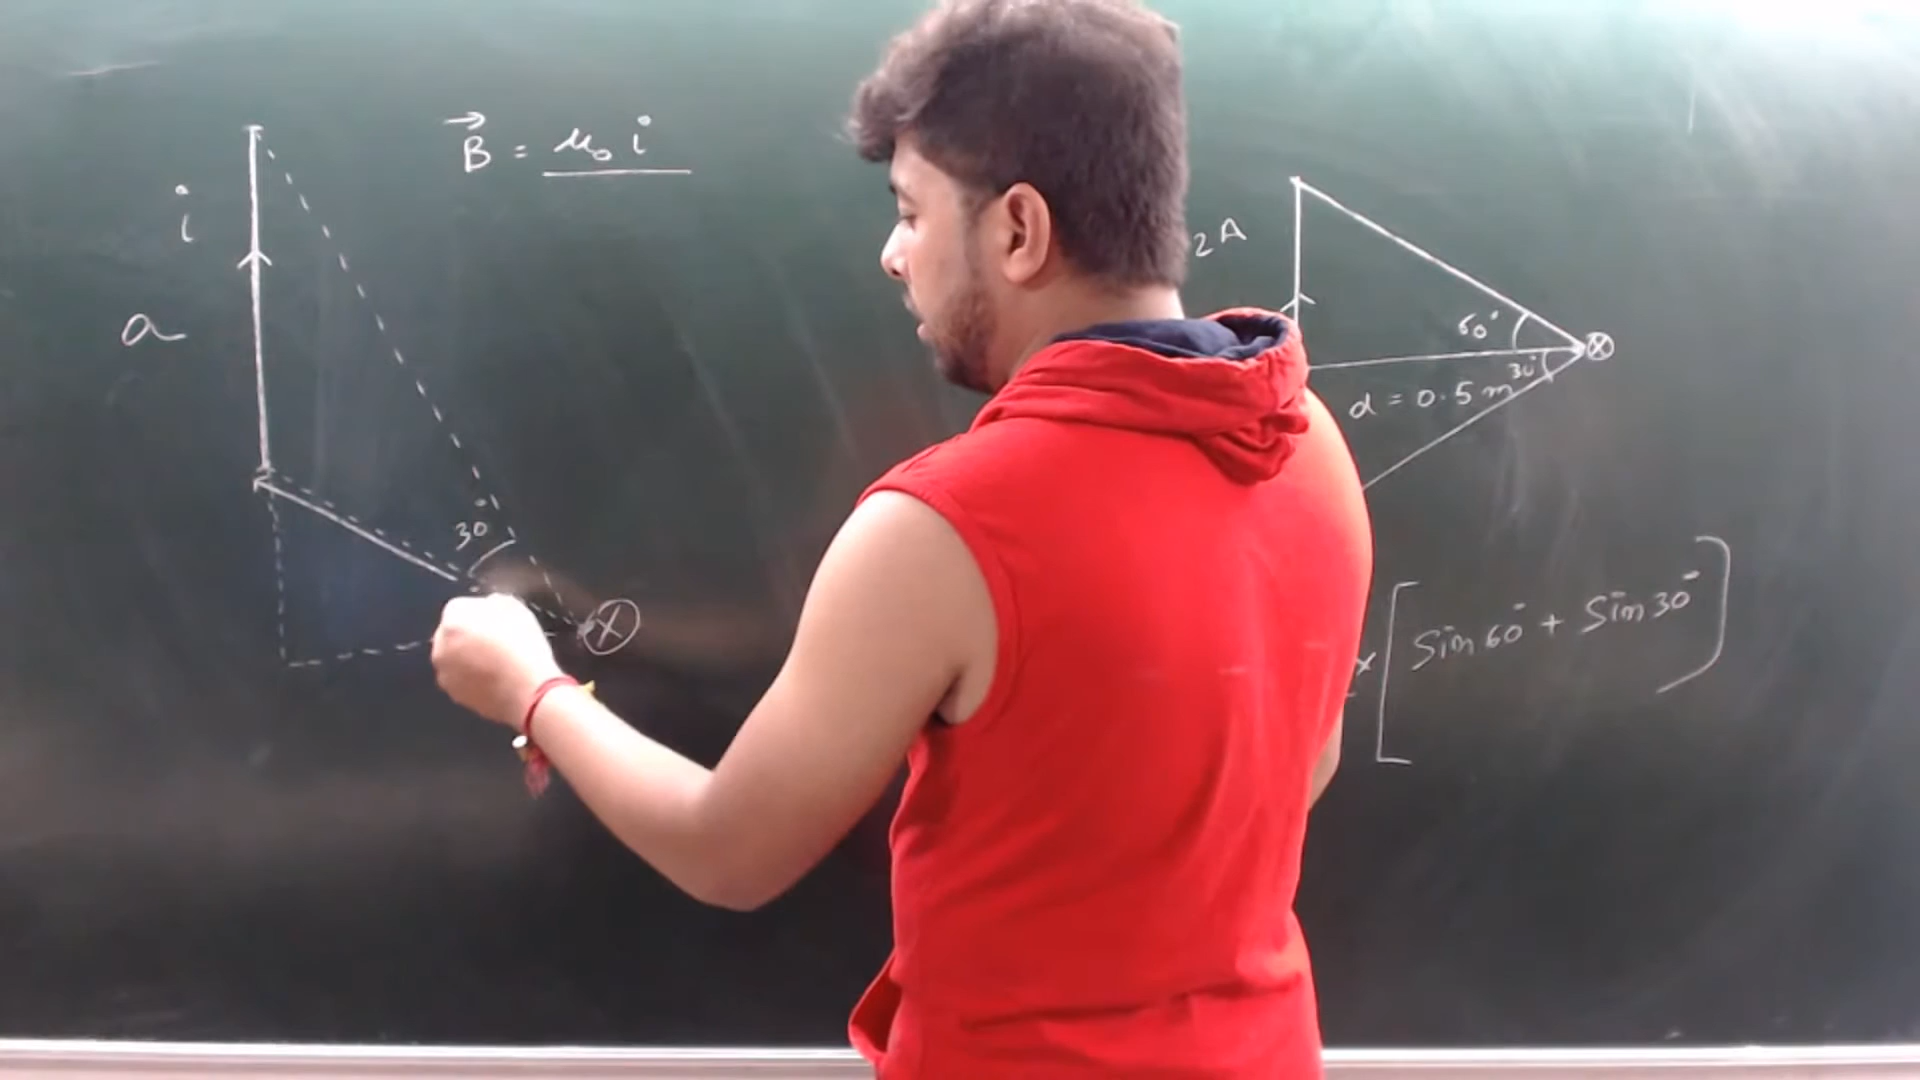 i
a
B⃗ = μ₀ i
30°
2A
60°
30°
d = 0.5 m
× [ Sin 60° + Sin 30° ]